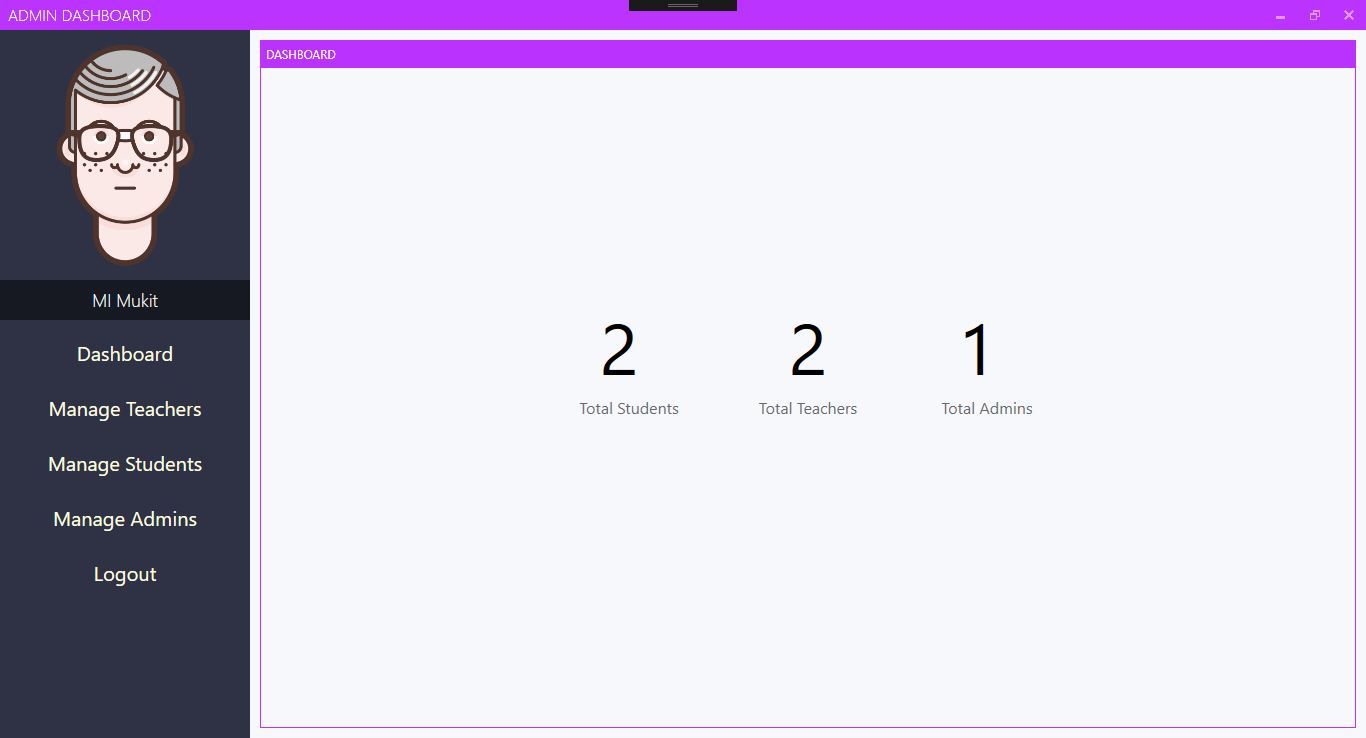 ADMIN DASHBOARD
MI Mukit
Dashboard
Manage Teachers
Manage Students
Manage Admins
Logout
DASHBOARD
2 2 1
Total Students Total Teachers Total Admins